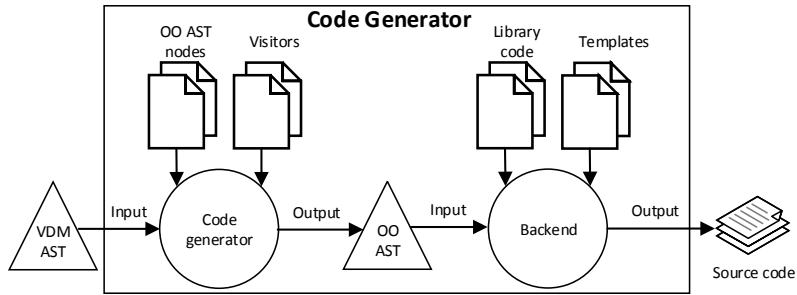 Code Generator
OO AST
nodes
Visitors
Library
code
Templates
VDM
AST
Input
Code
generator
Output
OO
AST
Input
Backend
Output
Source code